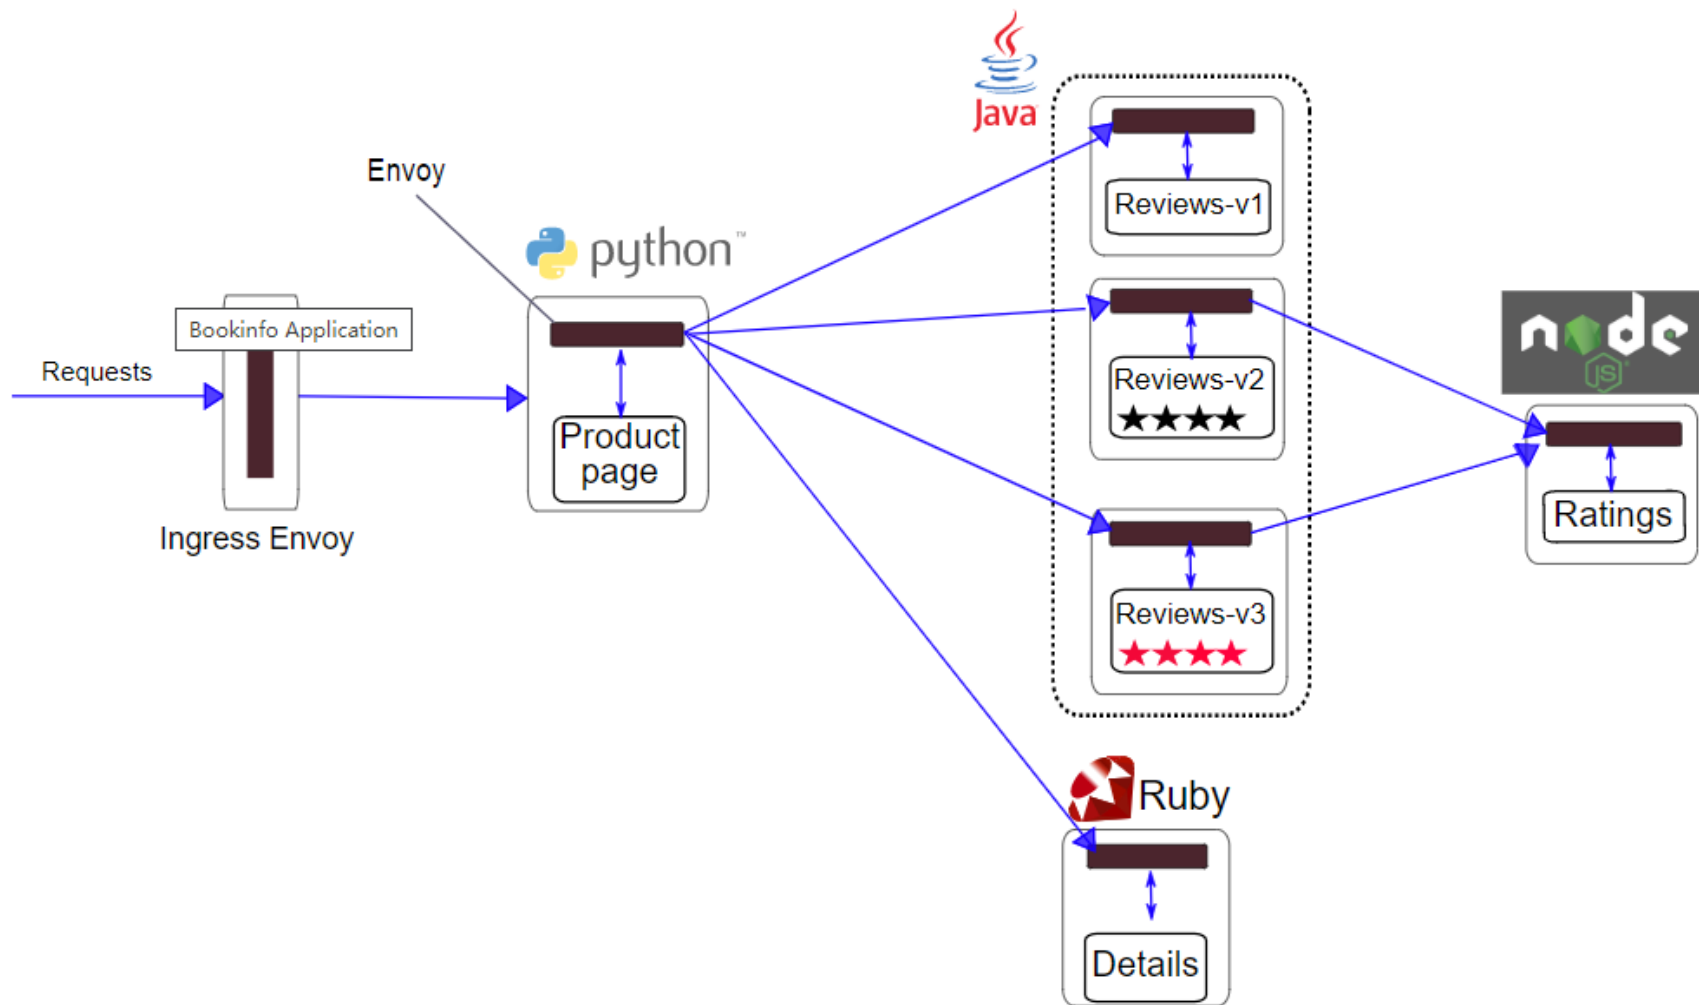 Java
Envoy
python™
Reviews-v1
Bookinfo Application
Requests
Reviews-v2
node
JS
Product
page
Ratings
Ingress Envoy
Reviews-v3
Ruby
Details